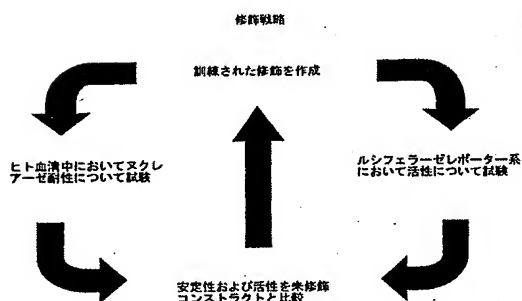 修飾戦略
訓練された修飾を作成
ヒト血清中においてヌクレ
アーゼ耐性について試験
ルシフェラーゼレポーター系
において活性について試験
安定性および活性を未修飾
コンストラクトと比較